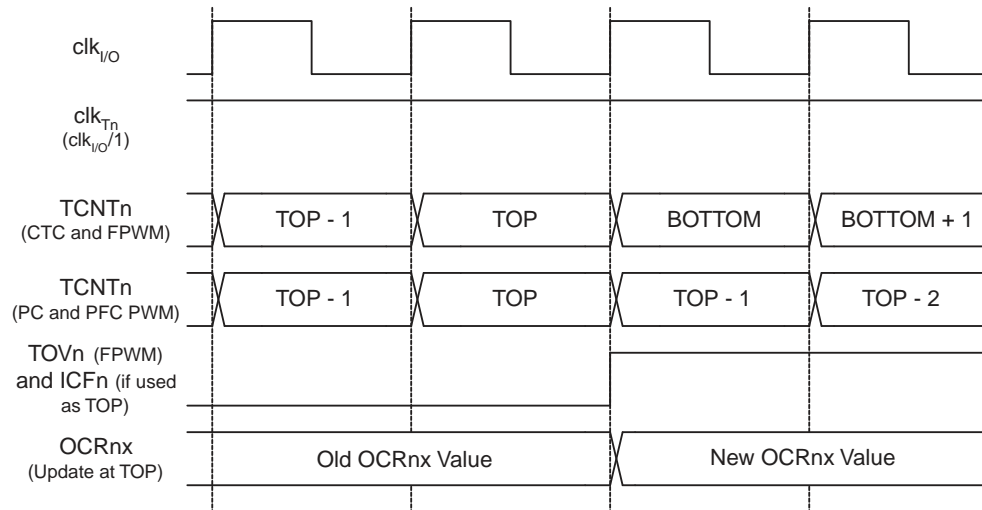 clkI/O
clkTn
(clkI/O/1)
TCNTn
(CTC and FPWM)
TOP - 1
TOP
BOTTOM
BOTTOM + 1
TCNTn
(PC and PFC PWM)
TOP - 1
TOP
TOP - 1
TOP - 2
TOVn (FPWM)
and ICFn (if used
as TOP)
OCRnx
(Update at TOP)
Old OCRnx Value
New OCRnx Value